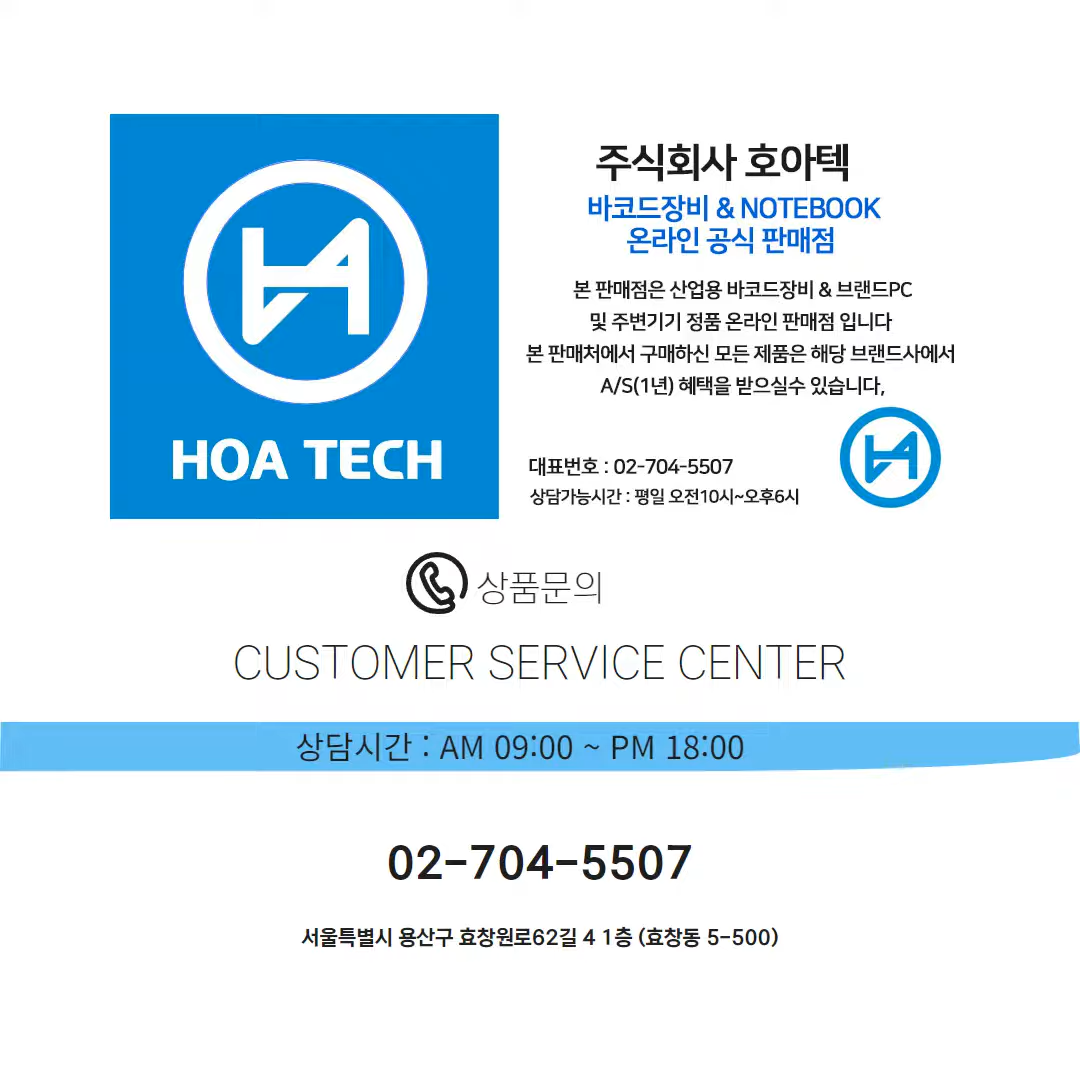 HOA TECH
주식회사 호아텍
바코드장비 & NOTEBOOK
온라인 공식 판매점
본 판매점은 산업용 바코드장비 & 브랜드PC
및 주변기기 정품 온라인 판매점 입니다
본 판매처에서 구매하신 모든 제품은 해당 브랜드사에서
A/S(1년) 혜택을 받으실수 있습니다,
대표번호 : 02-704-5507
상담가능시간 : 평일 오전10시~오후6시
상품문의
CUSTOMER SERVICE CENTER
상담시간 : AM 09:00 ~ PM 18:00
02-704-5507
서울특별시 용산구 효창원로62길 4 1층 (효창동 5-500)